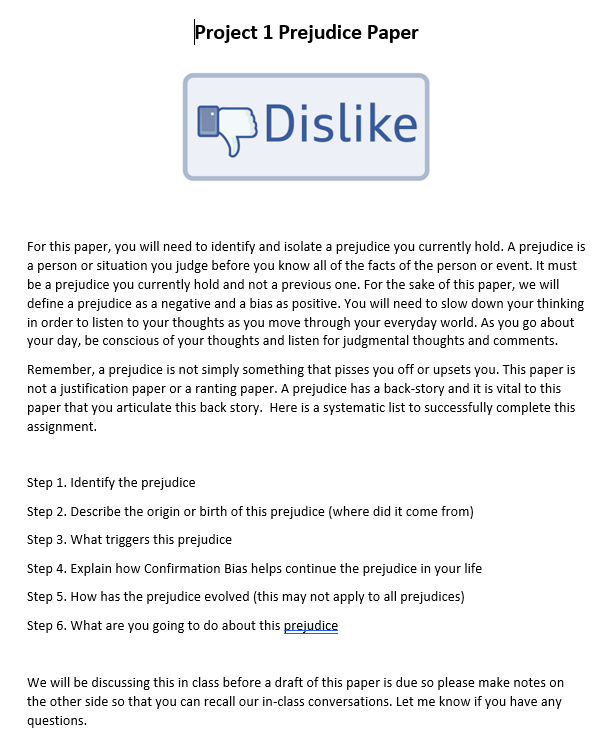 Project 1 Prejudice Paper
Dislike
For this paper, you will need to identify and isolate a prejudice you currently hold. A prejudice is
a person or situation you judge before you know all of the facts of the person or event. It must
be a prejudice you currently hold and not a previous one. For the sake of this paper, we will
define a prejudice as a negative and a bias as positive. You will need to slow down your thinking
in order to listen to your thoughts as you move through your everyday world. As you go about
your day, be conscious of your thoughts and listen for judgmental thoughts and comments.
Remember, a prejudice is not simply something that pisses you off or upsets you. This paper is
not a justification paper or a ranting paper. A prejudice has a back-story and it is vital to this
paper that you articulate this back story.  Here is a systematic list to successfully complete this
assignment.
Step 1. Identify the prejudice
Step 2. Describe the origin or birth of this prejudice (where did it come from)
Step 3. What triggers this prejudice
Step 4. Explain how Confirmation Bias helps continue the prejudice in your life
Step 5. How has the prejudice evolved (this may not apply to all prejudices)
Step 6. What are you going to do about this prejudice
We will be discussing this in class before a draft of this paper is due so please make notes on
the other side so that you can recall our in-class conversations. Let me know if you have any
questions.